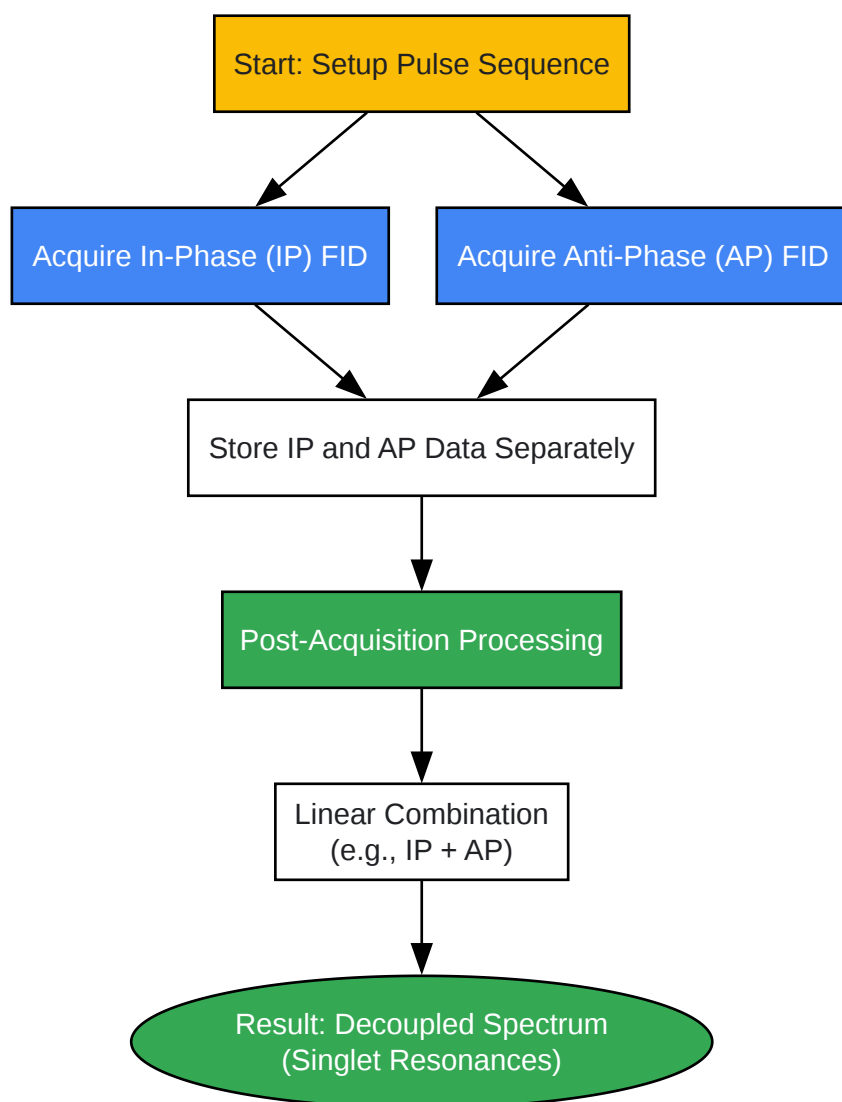 Start: Setup Pulse Sequence
Acquire In-Phase (IP) FID
Acquire Anti-Phase (AP) FID
Store IP and AP Data Separately
Post-Acquisition Processing
Linear Combination
(e.g., IP + AP)
Result: Decoupled Spectrum
(Singlet Resonances)